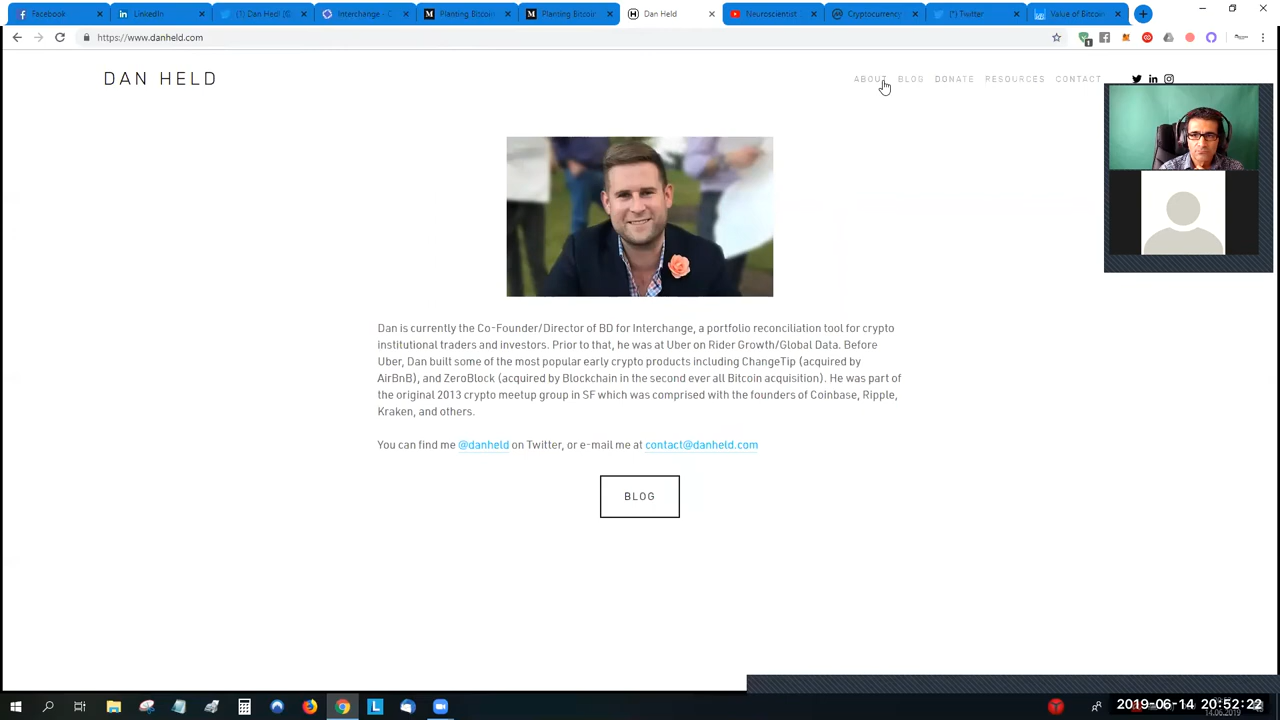 Facebook
LinkedIn
(1) Dan Hedl
Interchange -
Planting Bitcoin
Planting Bitcoin
Dan Held
Neuroscientist
Cryptocurrency
(*) Twitter
Value of Bitcoin
https://www.danheld.com
DAN HELD
ABOUT BLOG DONATE RESOURCES CONTACT
Dan is currently the Co-Founder/Director of BD for Interchange, a portfolio reconciliation tool for crypto
institutional traders and investors. Prior to that, he was at Uber on Rider Growth/Global Data. Before
Uber, Dan built some of the most popular early crypto products including ChangeTip (acquired by
AirBnB), and ZeroBlock (acquired by Blockchain in the second ever all Bitcoin acquisition). He was part of
the original 2013 crypto meetup group in SF which was comprised with the founders of Coinbase, Ripple,
Kraken, and others.
You can find me @danheld on Twitter, or e-mail me at contact@danheld.com
BLOG
2019-06-14 20:52:22
14.06.2019